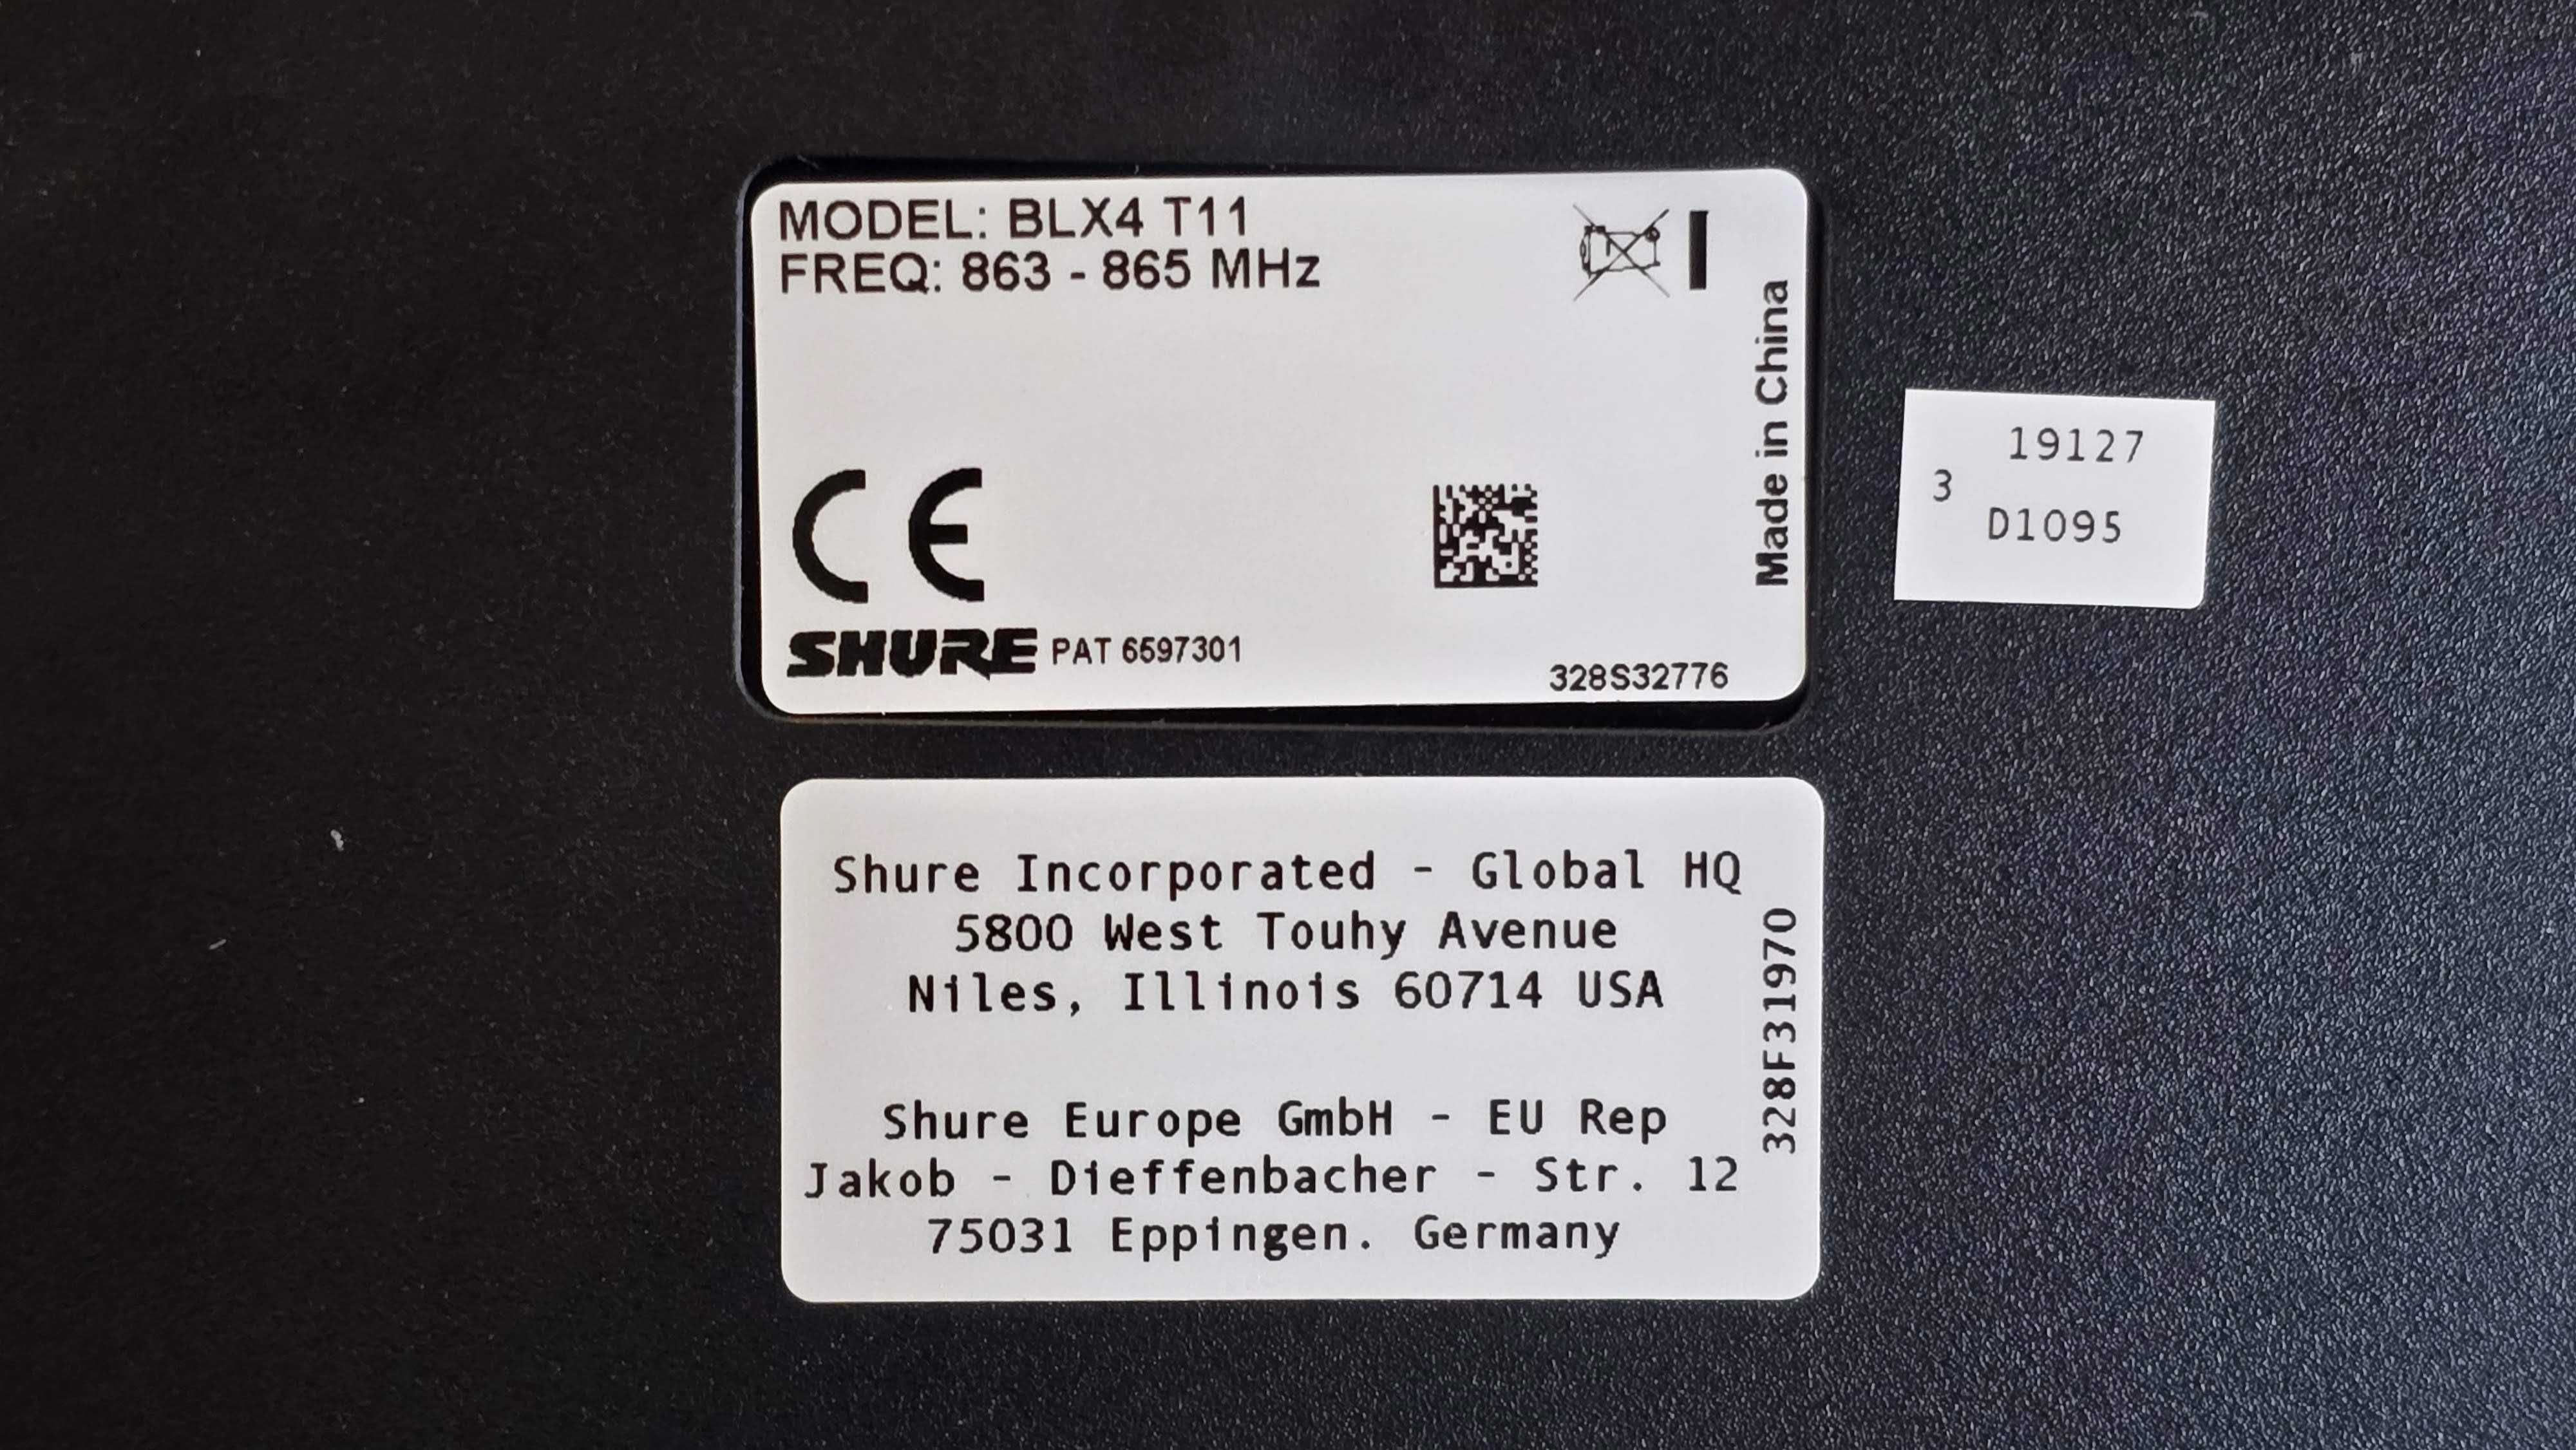 MODEL: BLX4 T11
FREQ: 863 - 865 MHz
Made in China
CE
SHURE PAT 6597301
328S32776
19127
3
D1095
Shure Incorporated - Global HQ
5800 West Touhy Avenue
Niles, Illinois 60714 USA
Shure Europe GmbH - EU Rep
Jakob - Dieffenbacher - Str. 12
75031 Eppingen. Germany
328F31970